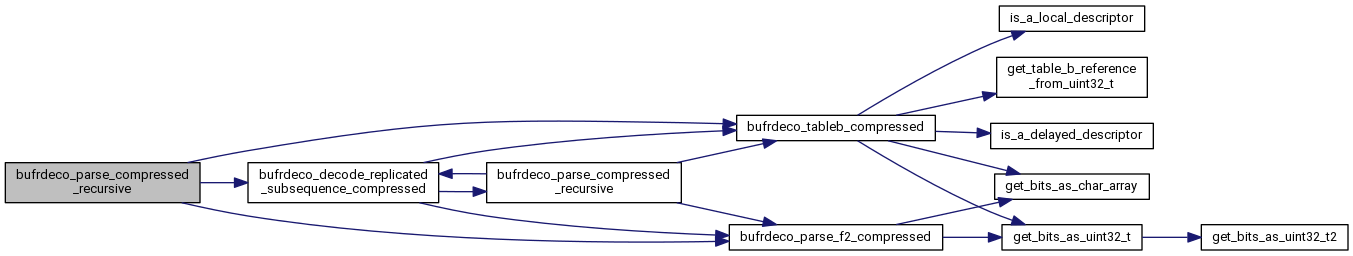 bufrdeco_parse_compressed
_recursive
bufrdeco_decode_replicated
_subsequence_compressed
bufrdeco_parse_compressed
_recursive
bufrdeco_tableb_compressed
bufrdeco_parse_f2_compressed
is_a_local_descriptor
get_table_b_reference
_from_uint32_t
is_a_delayed_descriptor
get_bits_as_char_array
get_bits_as_uint32_t
get_bits_as_uint32_t2